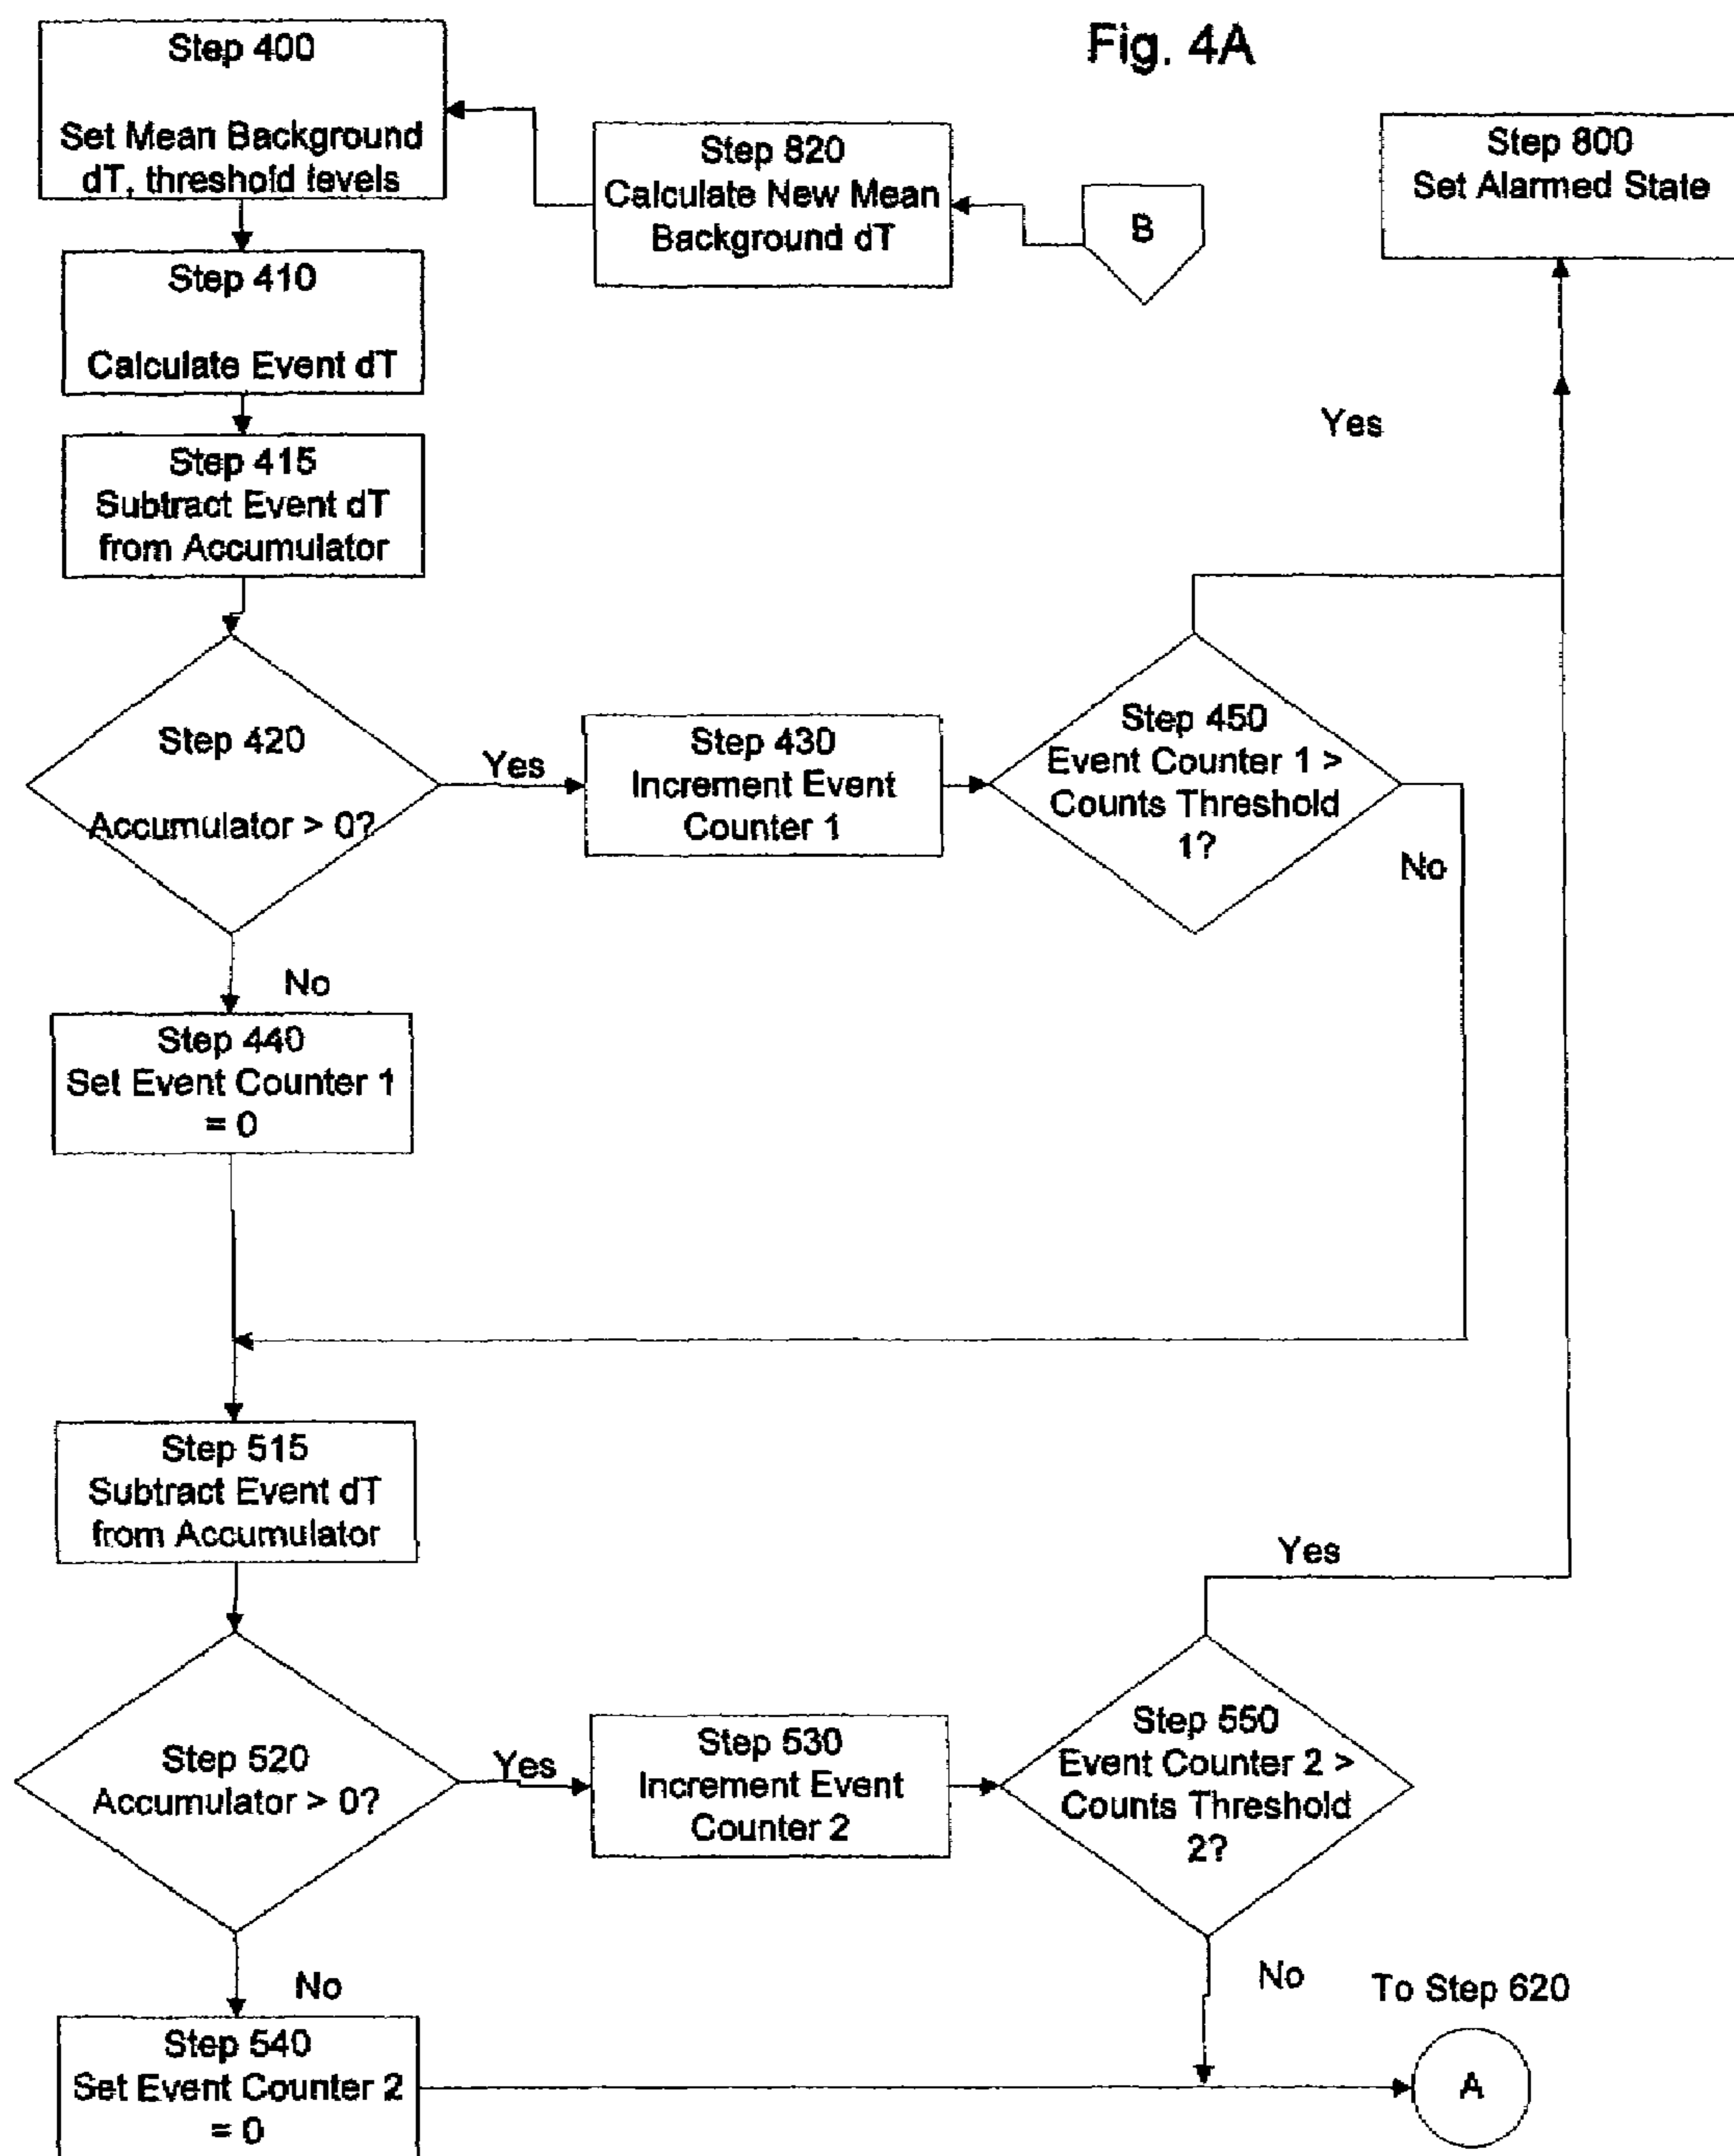 Fig. 4A
Step 400
Set Mean Background
dT, threshold levels
Step 820
Calculate New Mean
Background dT
B
Step 800
Set Alarmed State
Step 410
Calculate Event dT
Yes
Step 415
Subtract Event dT
from Accumulator
Step 420
Accumulator > 0?
Yes
Step 430
Increment Event
Counter 1
Step 450
Event Counter 1 >
Counts Threshold
1?
No
No
Step 440
Set Event Counter 1
= 0
Step 515
Subtract Event dT
from Accumulator
Yes
Step 520
Accumulator > 0?
Yes
Step 530
Increment Event
Counter 2
Step 550
Event Counter 2 >
Counts Threshold
2?
No
No
To Step 620
Step 540
Set Event Counter 2
= 0
A